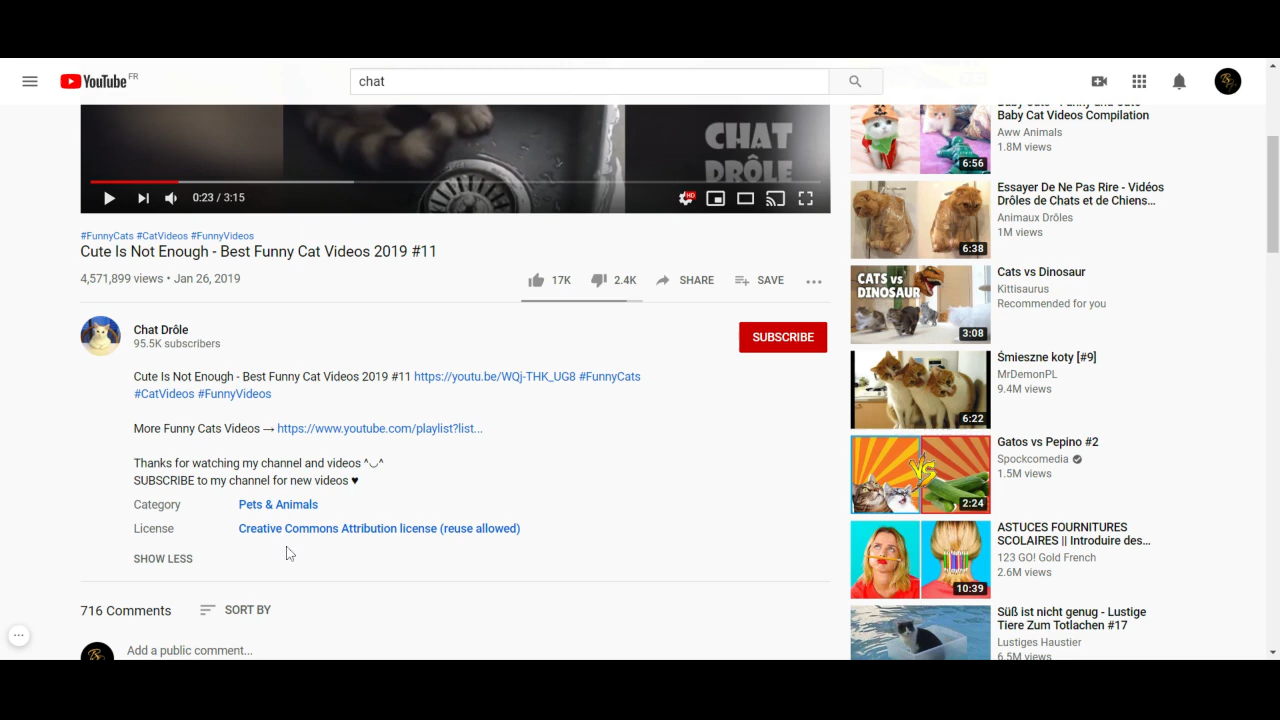 YouTube FR
chat
CHAT
DRÔLE
0:23 / 3:15
HD
#FunnyCats #CatVideos #FunnyVideos
Cute Is Not Enough - Best Funny Cat Videos 2019 #11
4,571,899 views • Jan 26, 2019
17K
2.4K
SHARE
SAVE
Chat Drôle
95.5K subscribers
SUBSCRIBE
Cute Is Not Enough - Best Funny Cat Videos 2019 #11 https://youtu.be/WQj-THK_UG8 #FunnyCats
#CatVideos #FunnyVideos
More Funny Cats Videos → https://www.youtube.com/playlist?list...
Thanks for watching my channel and videos ^◡^
SUBSCRIBE to my channel for new videos ♥
Category Pets & Animals
License Creative Commons Attribution license (reuse allowed)
SHOW LESS
716 Comments
SORT BY
Add a public comment...
Baby Cats - Funny and Cute
Baby Cat Videos Compilation
Aww Animals
1.8M views
6:56
Essayer De Ne Pas Rire - Vidéos
Drôles de Chats et de Chiens...
Animaux Drôles
1M views
6:38
CATS vs
DINOSAUR
3:08
Cats vs Dinosaur
Kittisaurus
Recommended for you
Śmieszne koty [#9]
MrDemonPL
9.4M views
6:22
Gatos vs Pepino #2
Spockcomedia
1.5M views
VS
2:24
ASTUCES FOURNITURES
SCOLAIRES || Introduire des...
123 GO! Gold French
2.6M views
10:39
Süß ist nicht genug - Lustige
Tiere Zum Totlachen #17
Lustiges Haustier
6.5M views